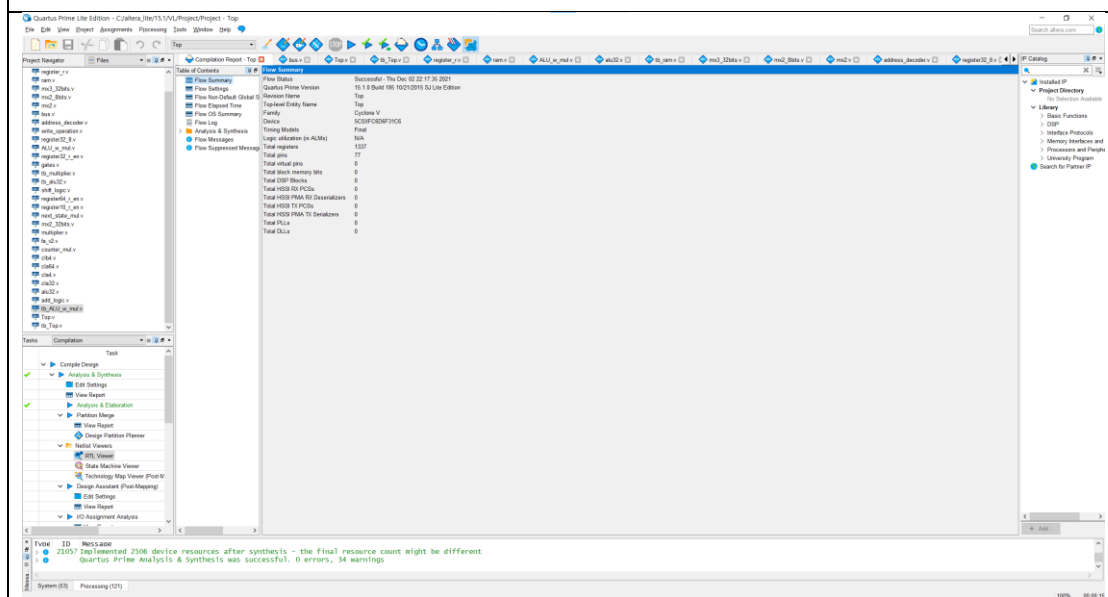 Quartus Prime Lite Edition - C:/altera_lite/15.1/VL/Project/Project - Top
File Edit View Project Assignments Processing Tools Window Help
Search altera.com
Top
Project Navigator
Files
Compilation Report - Top
bus.v
Top.v
tb_Top.v
register_r.v
ram.v
ALU_w_mul.v
alu32.v
tb_ram.v
mx3_32bits.v
mx2_8bits.v
mx2.v
address_decoder.v
register32_8.v
IP Catalog
register_r.v
ram.v
mx3_32bits.v
mx2_8bits.v
mx2.v
bus.v
address_decoder.v
write_operation.v
register32_8.v
ALU_w_mul.v
register32_r_en.v
gates.v
tb_multiplier.v
tb_alu32.v
shift_logic.v
register64_r_en.v
register10_r_en.v
next_state_mul.v
mx2_32bits.v
multiplier.v
fa_v2.v
counter_mul.v
clb4.v
cla64.v
cla4.v
cla32.v
alu32.v
add_logic.v
tb_ALU_w_mul.v
Top.v
tb_Top.v
Table of Contents
Flow Summary
Flow Settings
Flow Non-Default Global S
Flow Elapsed Time
Flow OS Summary
Flow Log
Analysis & Synthesis
Flow Messages
Flow Suppressed Messag
Flow Summary
Flow Status Successful - Thu Dec 02 22:17:35 2021
Quartus Prime Version 15.1.0 Build 185 10/21/2015 SJ Lite Edition
Revision Name Top
Top-level Entity Name Top
Family Cyclone V
Device 5CSXFC6D6F31C6
Timing Models Final
Logic utilization (in ALMs) N/A
Total registers 1337
Total pins 77
Total virtual pins 0
Total block memory bits 0
Total DSP Blocks 0
Total HSSI RX PCSs 0
Total HSSI PMA RX Deserializers 0
Total HSSI TX PCSs 0
Total HSSI PMA TX Serializers 0
Total PLLs 0
Total DLLs 0
Installed IP
Project Directory
No Selection Available
Library
Basic Functions
DSP
Interface Protocols
Memory Interfaces and
Processors and Periphe
University Program
Search for Partner IP
+ Add...
Tasks
Compilation
Task
Compile Design
Analysis & Synthesis
Edit Settings
View Report
Analysis & Elaboration
Partition Merge
View Report
Design Partition Planner
Netlist Viewers
RTL Viewer
State Machine Viewer
Technology Map Viewer (Post-M
Design Assistant (Post-Mapping)
Edit Settings
View Report
I/O Assignment Analysis
Type ID Message
21057 Implemented 2506 device resources after synthesis - the final resource count might be different
Quartus Prime Analysis & Synthesis was successful. 0 errors, 34 warnings
System (53) Processing (121)
100% 00:00:15